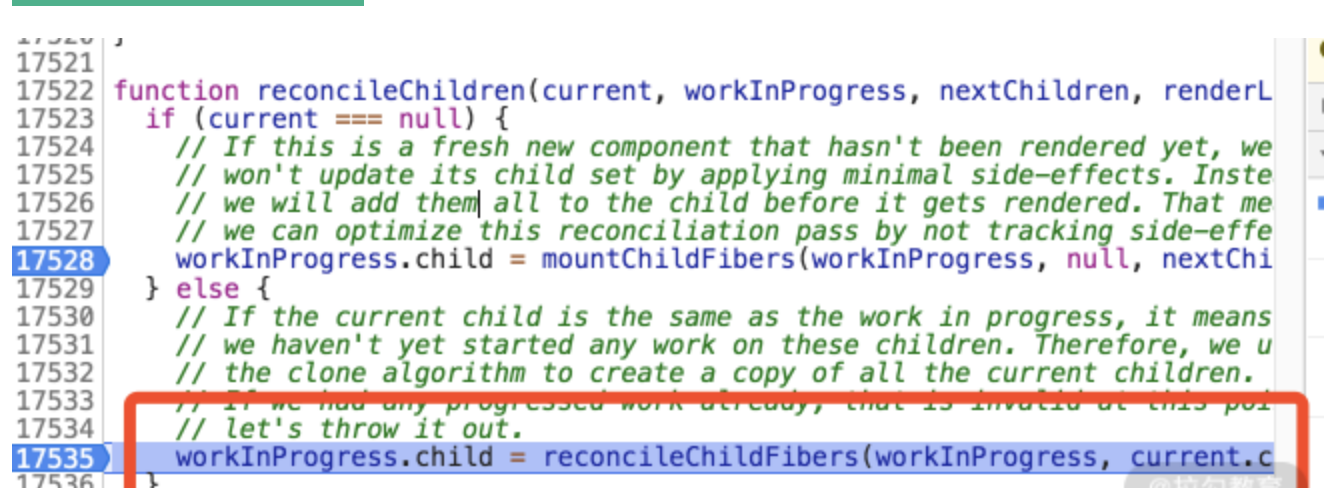 17520 }
17521
17522 function reconcileChildren(current, workInProgress, nextChildren, renderL
17523   if (current === null) {
17524     // If this is a fresh new component that hasn't been rendered yet, we
17525     // won't update its child set by applying minimal side-effects. Inste
17526     // we will add them all to the child before it gets rendered. That me
17527     // we can optimize this reconciliation pass by not tracking side-effe
17528     workInProgress.child = mountChildFibers(workInProgress, null, nextChi
17529   } else {
17530     // If the current child is the same as the work in progress, it means
17531     // we haven't yet started any work on these children. Therefore, we u
17532     // the clone algorithm to create a copy of all the current children.
17533     // If we had any progressed work already, that is invalid at this poi
17534     // let's throw it out.
17535     workInProgress.child = reconcileChildFibers(workInProgress, current.c
17536   }
@拉勾教育